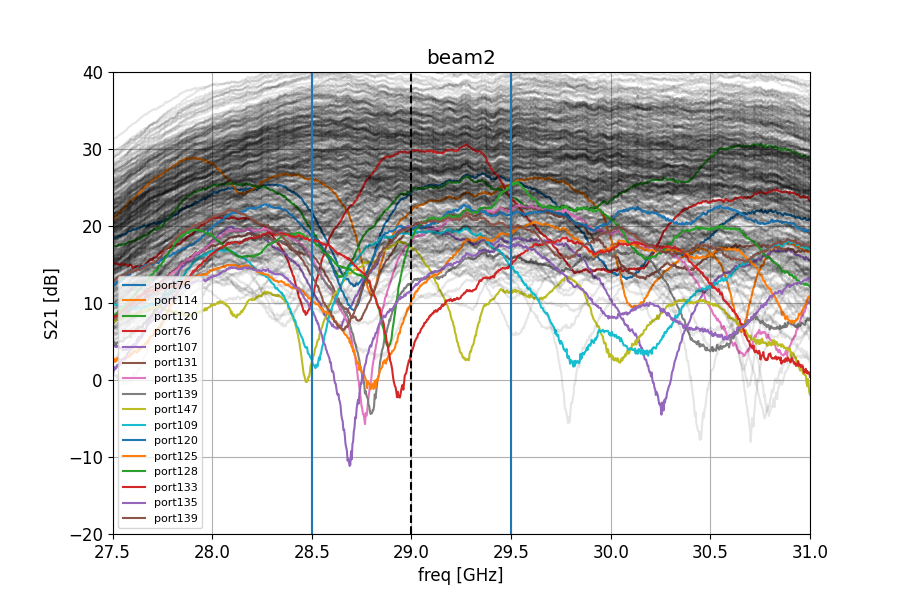 beam2
S21 [dB]
40
30
20
10
0
−10
−20
port76
port114
port120
port76
port107
port131
port135
port139
port147
port109
port120
port125
port128
port133
port135
port139
27.5 28.0 28.5 29.0 29.5 30.0 30.5 31.0
freq [GHz]